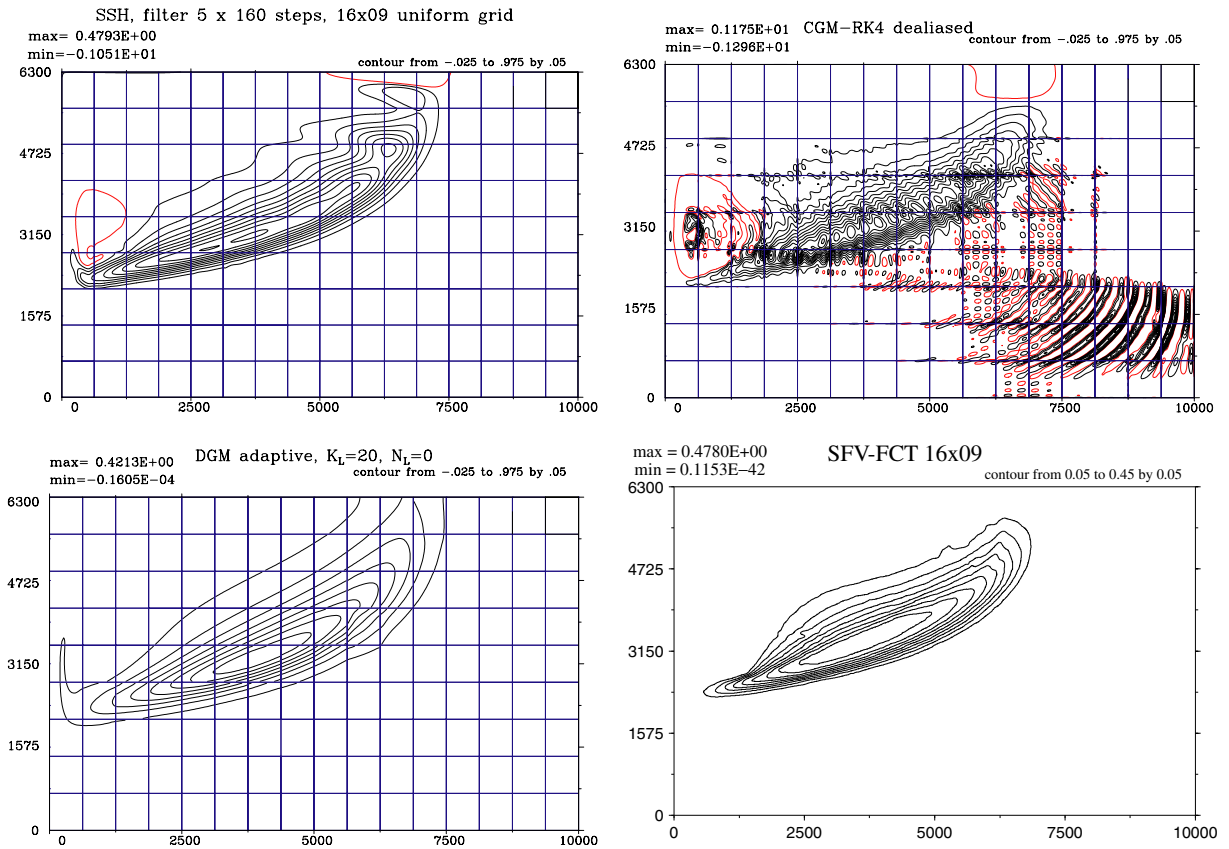 SSH, filter 5 x 160 steps, 16x09 uniform grid
max= 0.4793E+00
min=−0.1051E+01
contour from −.025 to .975 by .05
6300
4725
3150
1575
0
0 2500 5000 7500 10000
max= 0.1175E+01
CGM−RK4 dealiased
min=−0.1296E+01
contour from −.025 to .975 by .05
6300
4725
3150
1575
0
0 2500 5000 7500 10000
DGM adaptive, KL=20, NL=0
max= 0.4213E+00
min=−0.1605E−04
contour from −.025 to .975 by .05
6300
4725
3150
1575
0
0 2500 5000 7500 10000
max = 0.4780E+00
SFV-FCT 16x09
min = 0.1153E−42
contour from 0.05 to 0.45 by 0.05
6300
4725
3150
1575
0
0 2500 5000 7500 10000